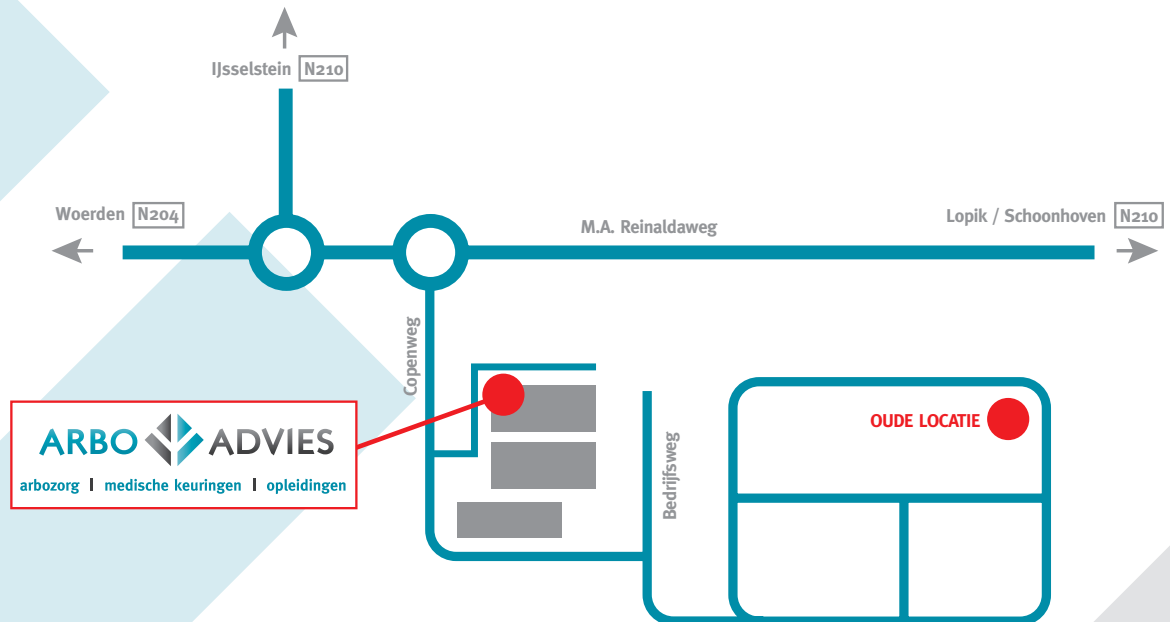 IJsselstein N210
Woerden N204
M.A. Reinaldaweg
Lopik / Schoonhoven N210
Copenweg
ARBO ADVIES
arbozorg | medische keuringen | opleidingen
Bedrijfsweg
OUDE LOCATIE